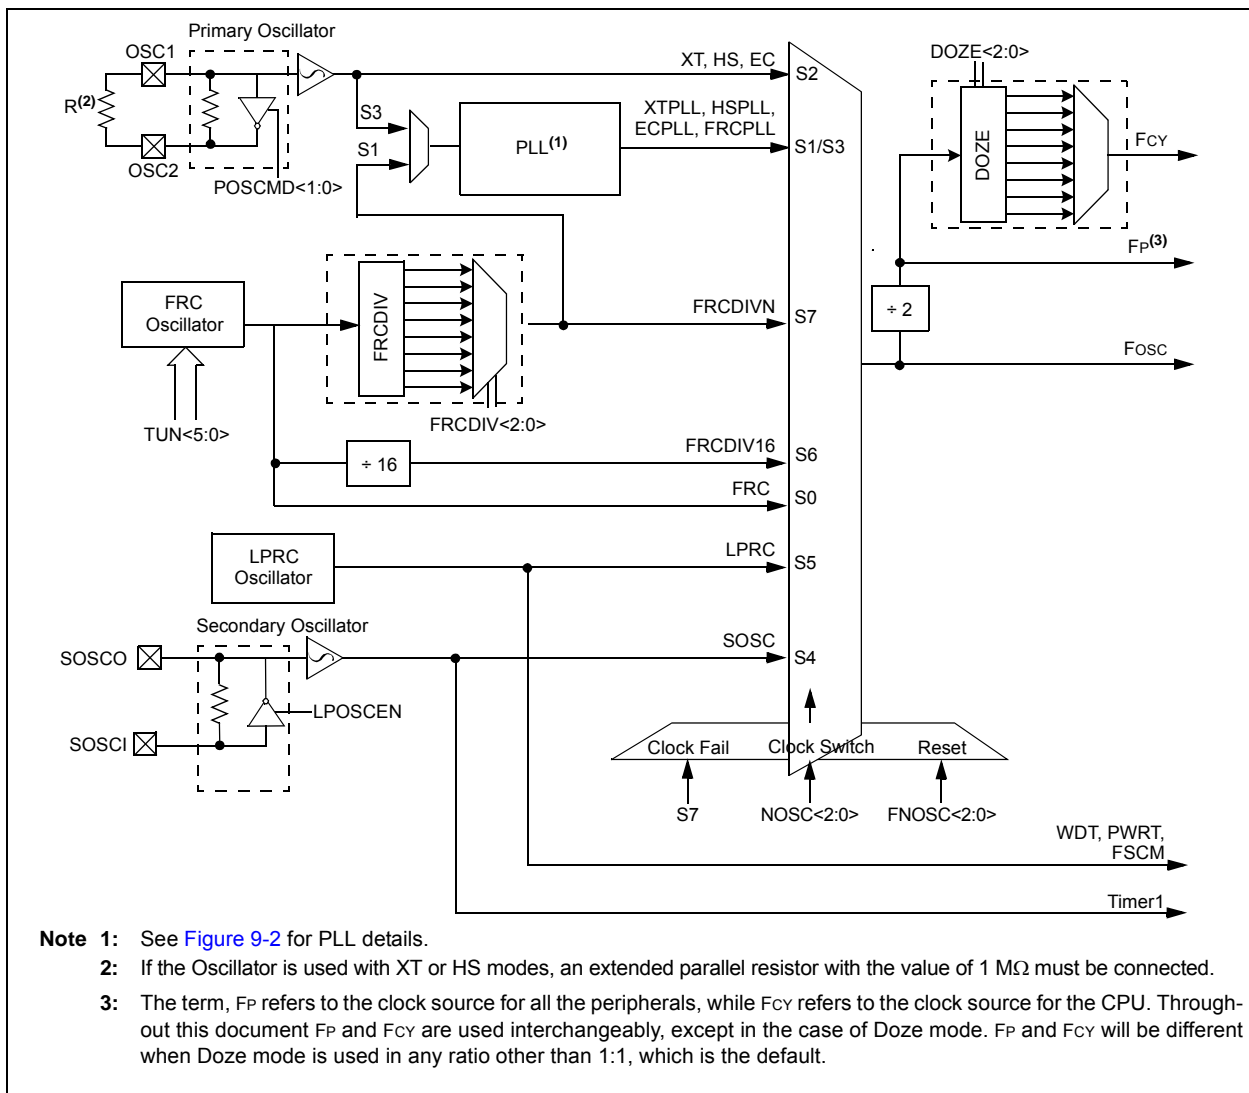 Primary Oscillator
OSC1
R(2)
OSC2
POSCMD<1:0>
S3
S1
PLL(1)
XT, HS, EC
S2
XTPLL, HSPLL,
ECPLL, FRCPLL
S1/S3
DOZE<2:0>
DOZE
FCY
FP(3)
÷ 2
FOSC
FRC
Oscillator
TUN<5:0>
FRCDIV
FRCDIV<2:0>
FRCDIVN
S7
÷ 16
FRCDIV16
S6
FRC
S0
LPRC
Oscillator
LPRC
S5
Secondary Oscillator
SOSCO
SOSCI
LPOSCEN
SOSC
S4
Clock Fail
Clock Switch
Reset
S7
NOSC<2:0>
FNOSC<2:0>
WDT, PWRT,
FSCM
Timer1
Note 1: See Figure 9-2 for PLL details.
2: If the Oscillator is used with XT or HS modes, an extended parallel resistor with the value of 1 MΩ must be connected.
3: The term, FP refers to the clock source for all the peripherals, while FCY refers to the clock source for the CPU. Through-
out this document FP and FCY are used interchangeably, except in the case of Doze mode. FP and FCY will be different
when Doze mode is used in any ratio other than 1:1, which is the default.